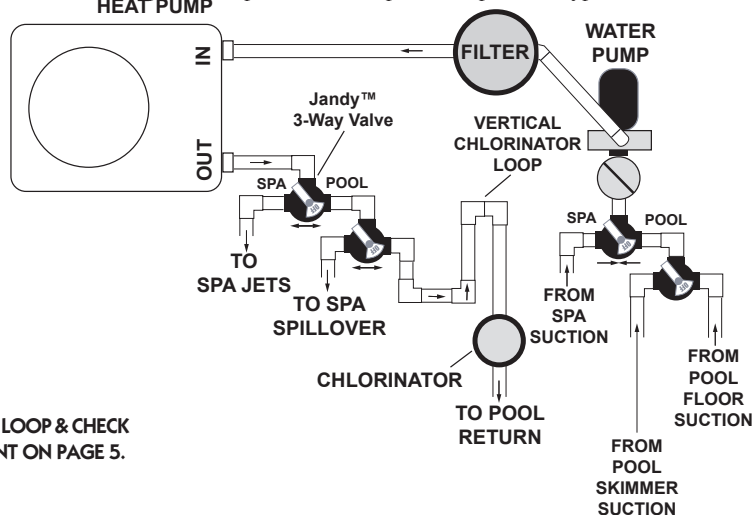 HEAT PUMP
IN
OUT
FILTER
WATER
PUMP
Jandy™
3-Way Valve
VERTICAL
CHLORINATOR
LOOP
SPA
POOL
TO
SPA JETS
TO SPA
SPILLOVER
CHLORINATOR
TO POOL
RETURN
SPA
POOL
FROM
SPA
SUCTION
FROM
POOL
FLOOR
SUCTION
FROM
POOL
SKIMMER
SUCTION
LOOP & CHECK
NT ON PAGE 5.